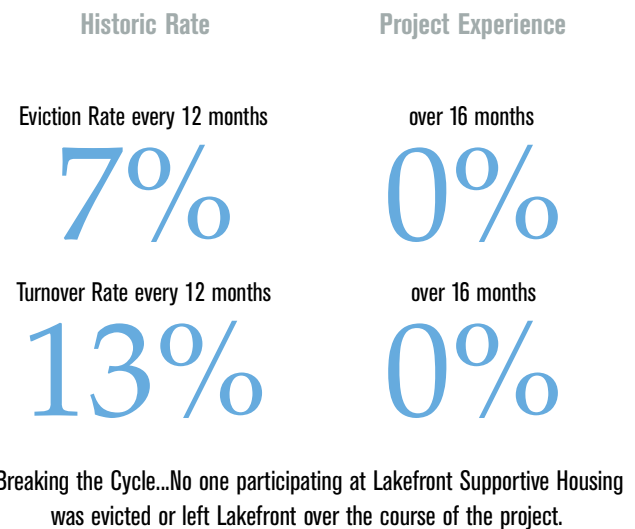 Historic Rate Project Experience
Eviction Rate every 12 months over 16 months
7% 0%
Turnover Rate every 12 months over 16 months
13% 0%
Breaking the Cycle...No one participating at Lakefront Supportive Housing
was evicted or left Lakefront over the course of the project.